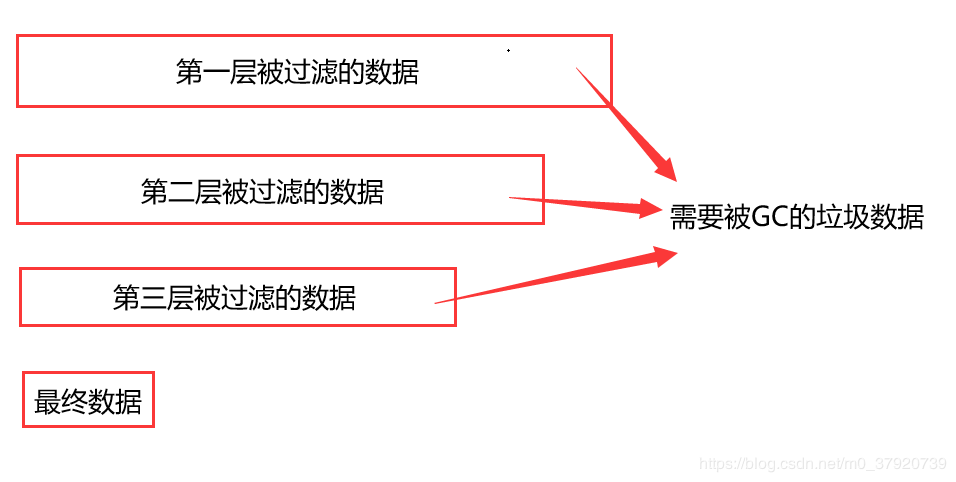 第一层被过滤的数据
第二层被过滤的数据
需要被GC的垃圾数据
第三层被过滤的数据
最终数据
https://blog.csdn.net/m0_37920739